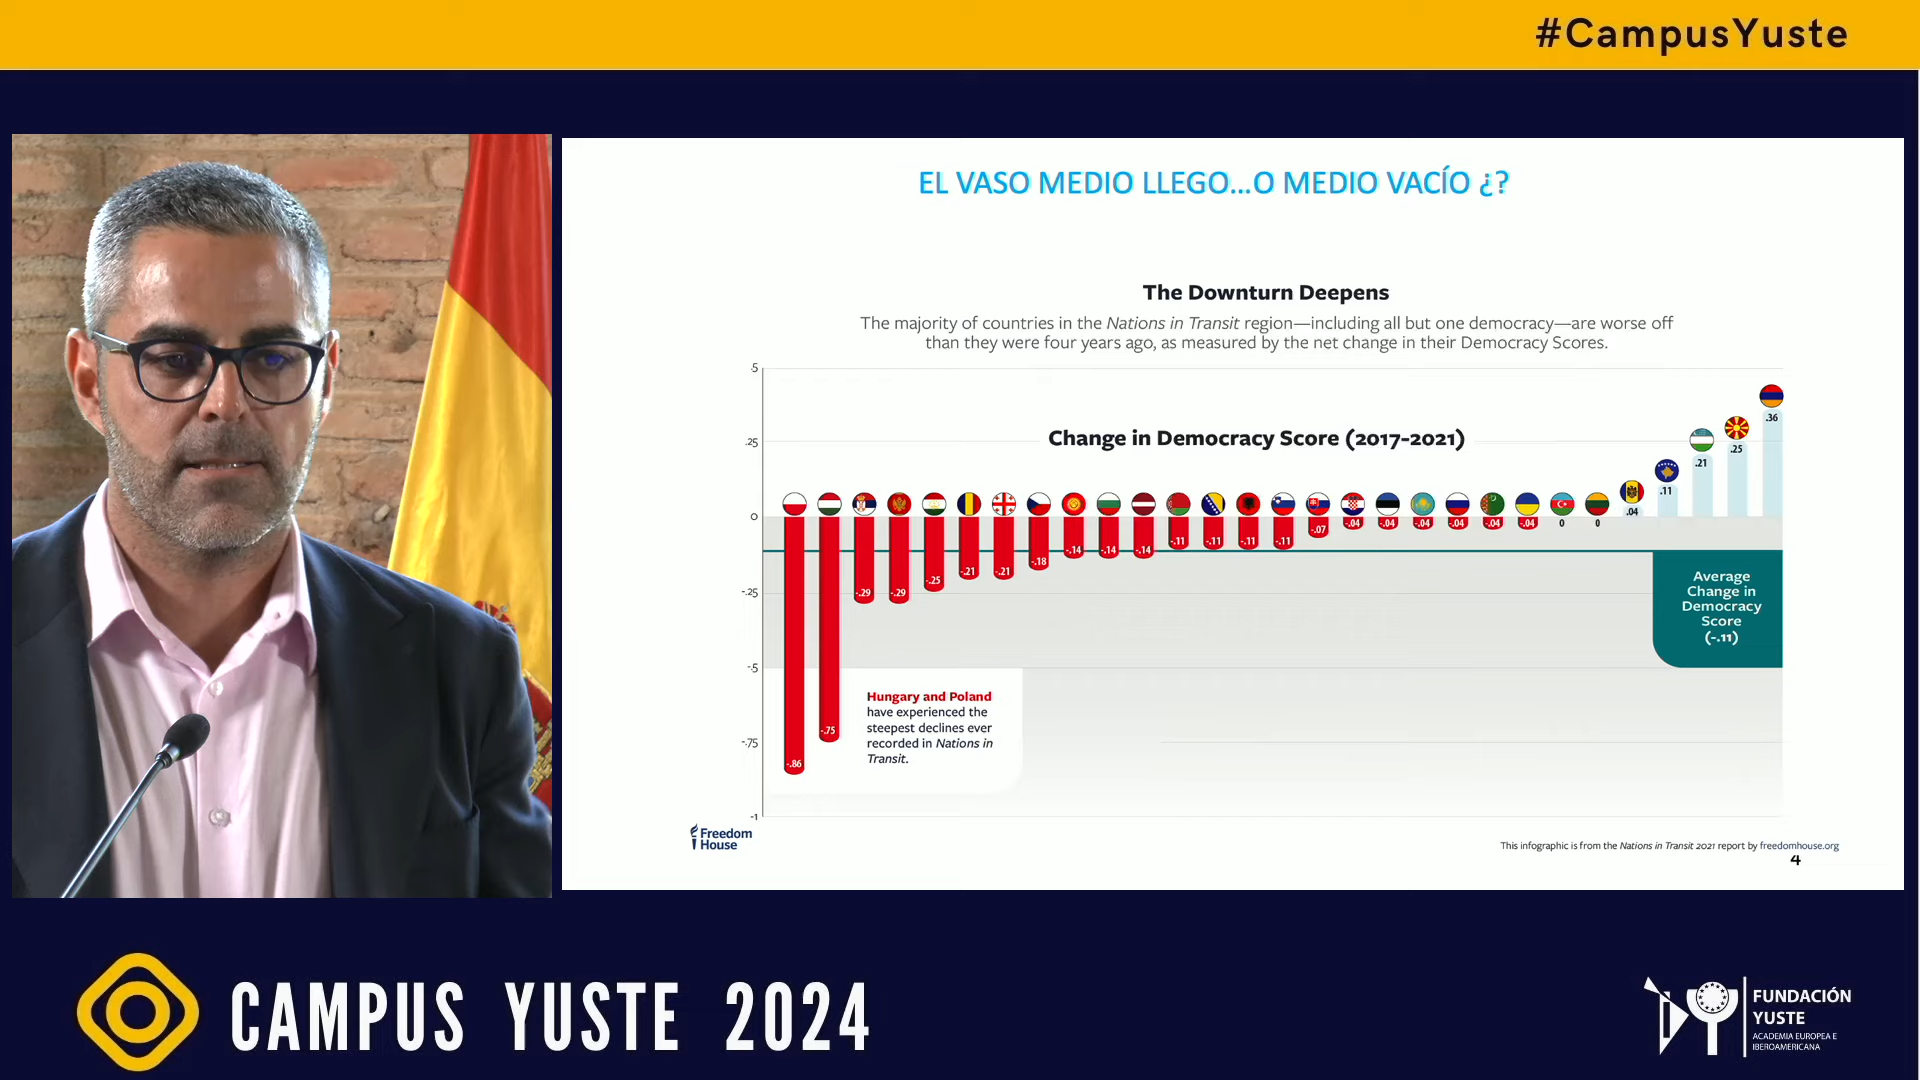 #CampusYuste
EL VASO MEDIO LLEGO...O MEDIO VACÍO ¿?
The Downturn Deepens
The majority of countries in the Nations in Transit region—including all but one democracy—are worse off
than they were four years ago, as measured by the net change in their Democracy Scores.
.5
.25
0
-.25
-.5
-.75
-1
Change in Democracy Score (2017-2021)
-.86
-.75
-.29
-.29
-.25
-.21
-.21
-.18
-.14
-.14
-.14
-.11
-.11
-.11
-.11
-.07
-.04
-.04
-.04
-.04
-.04
-.04
0
0
.04
.11
.21
.25
.36
Average
Change in
Democracy
Score
(-.11)
Hungary and Poland
have experienced the
steepest declines ever
recorded in Nations in
Transit.
Freedom
House
This infographic is from the Nations in Transit 2021 report by freedomhouse.org
4
CAMPUS YUSTE 2024
FUNDACIÓN
YUSTE
ACADEMIA EUROPEA E
IBEROAMERICANA